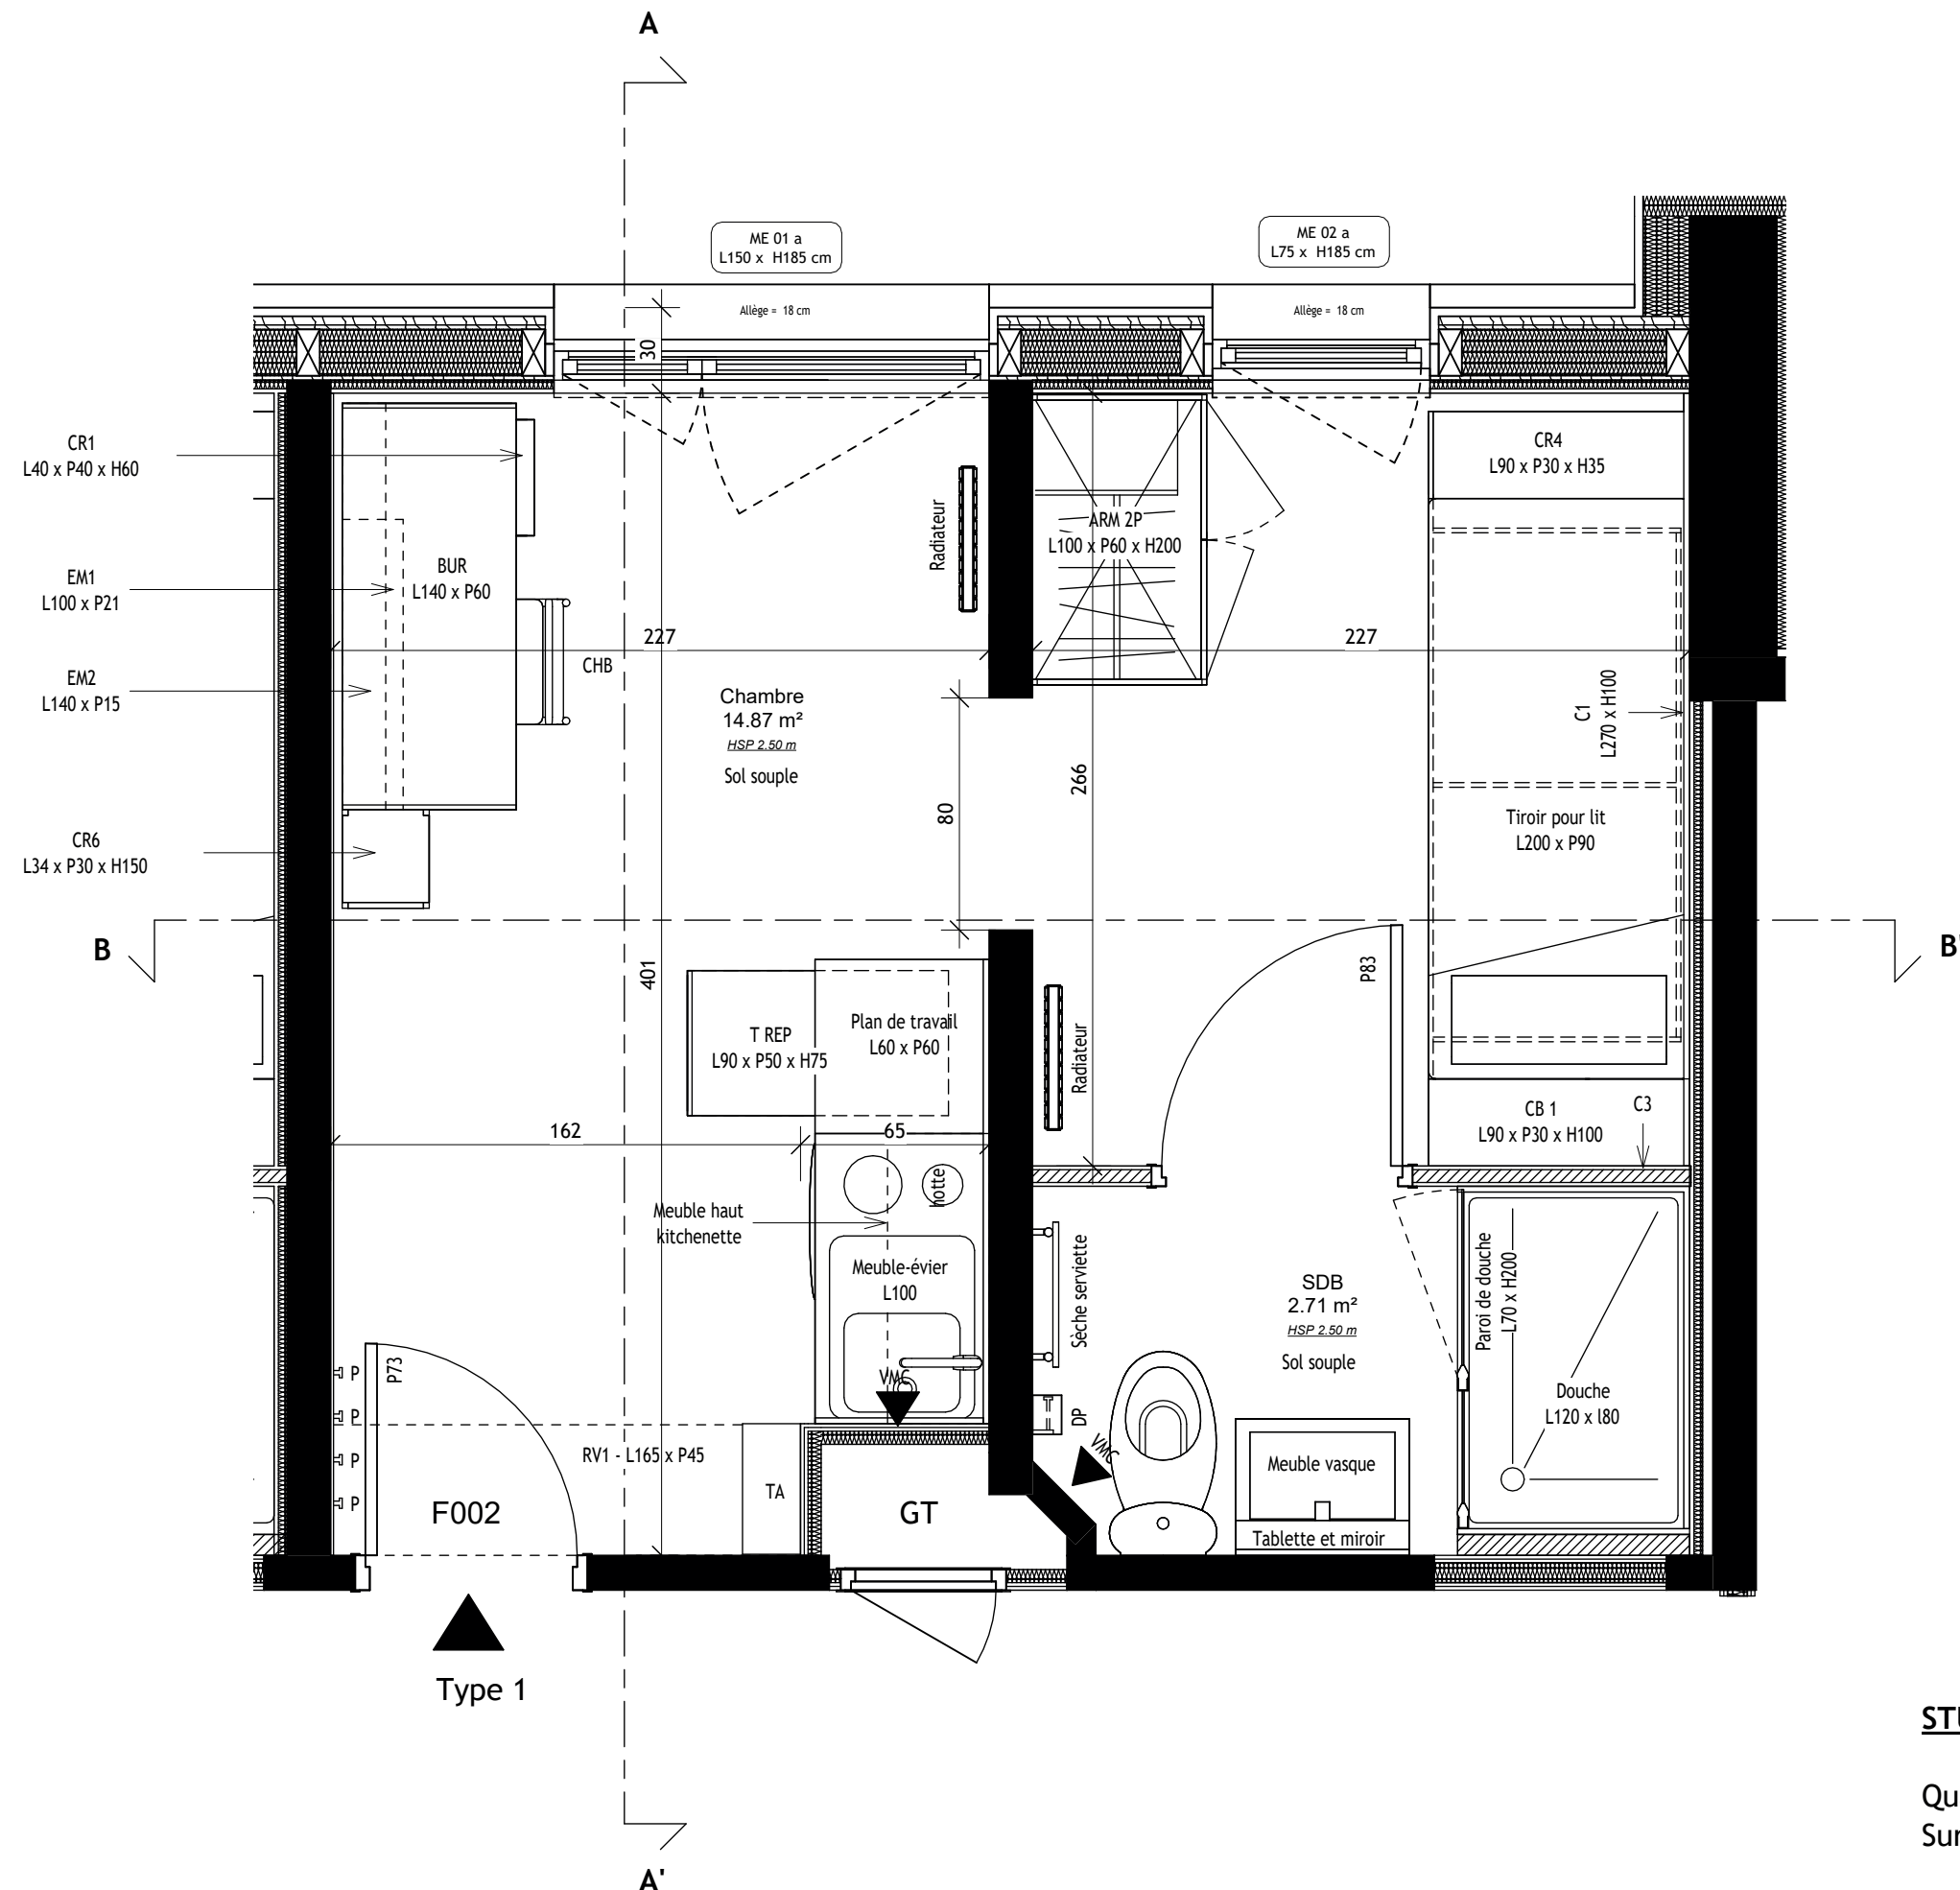 A
ME 01 a
L150 x  H185 cm
ME 02 a
L75 x  H185 cm
Allège =  18 cm
Allège =  18 cm
30
CR1
L40 x P40 x H60
CR4
L90 x P30 x H35
Radiateur
ARM 2P
L100 x P60 x H200
EM1
L100 x P21
BUR
L140 x P60
227
227
CHB
EM2
L140 x P15
Chambre
14.87 m²
HSP 2.50 m
Sol souple
C1
L270 x H100
266
80
Tiroir pour lit
L200 x P90
CR6
L34 x P30 x H150
B
B'
401
P83
T REP
L90 x P50 x H75
Plan de travail
L60 x P60
Radiateur
CB 1
L90 x P30 x H100
C3
162
65
hotte
Meuble haut
kitchenette
Meuble-évier
L100
Sèche serviette
SDB
2.71 m²
HSP 2.50 m
Sol souple
Paroi de douche
L70 x H200
P73
P
P
P
P
VMC
DP
VMC
Douche
L120 x l80
RV1 - L165 x P45
TA
Meuble vasque
F002
GT
Tablette et miroir
Type 1
STU
Qu
Sur
A'